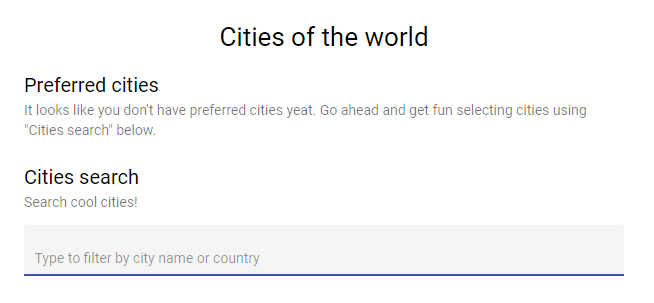 Cities of the world
Preferred cities
It looks like you don't have preferred cities yeat. Go ahead and get fun selecting cities using
"Cities search" below.
Cities search
Search cool cities!
Type to filter by city name or country